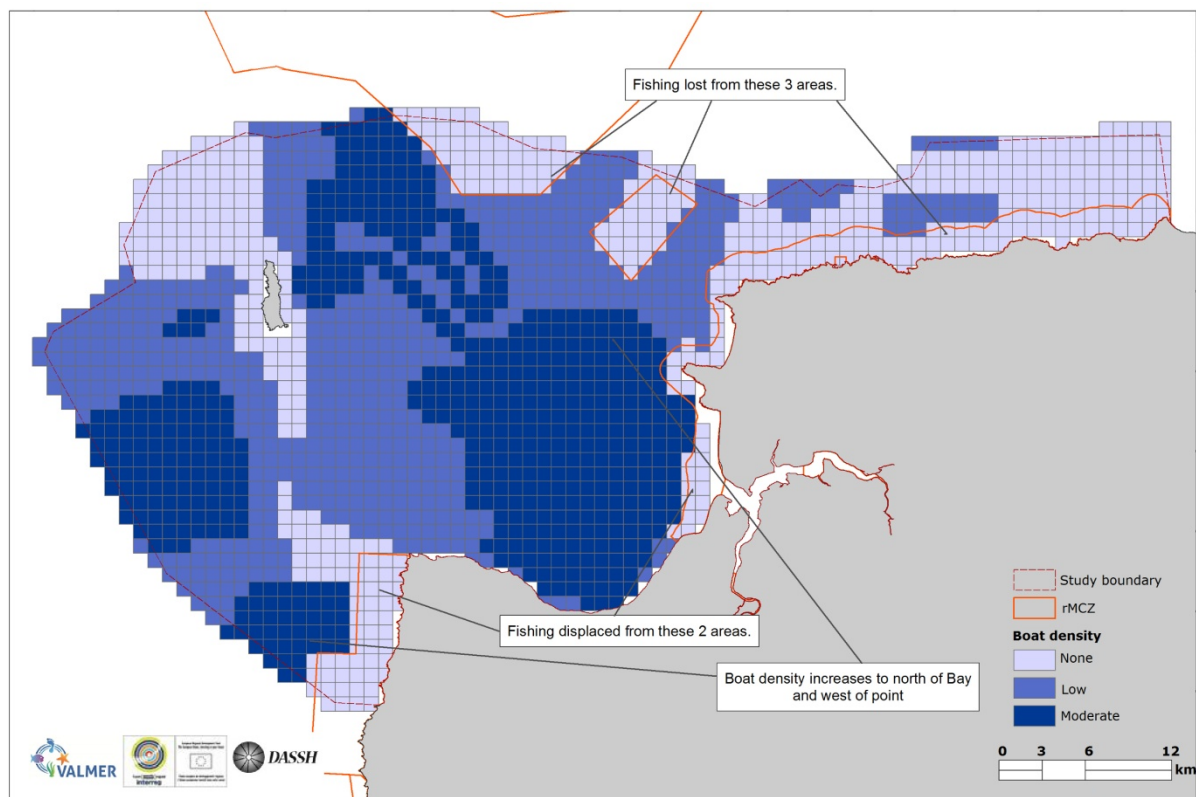 Fishing lost from these 3 areas.
Fishing displaced from these 2 areas.
Boat density increases to north of Bay
and west of point
Study boundary
rMCZ
Boat density
None
Low
Moderate
0 3 6 12
km
VALMER
interreg
DASSH